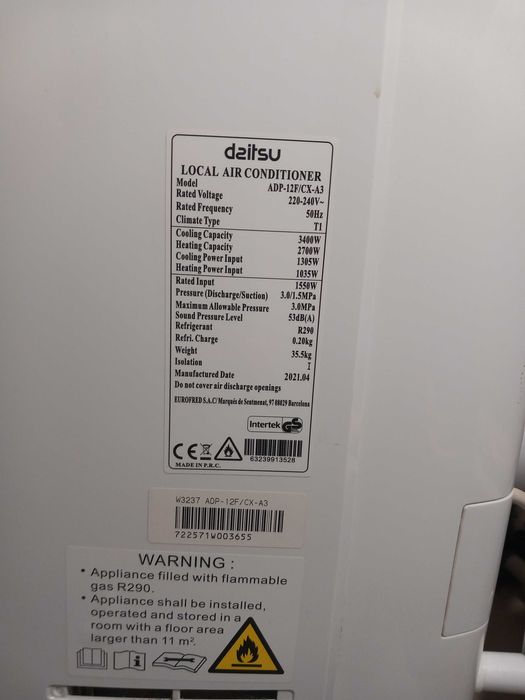 daitsu
LOCAL AIR CONDITIONER
Model ADP-12F/CX-A3
Rated Voltage 220-240V~
Rated Frequency 50Hz
Climate Type T1
Cooling Capacity 3400W
Heating Capacity 2700W
Cooling Power Input 1305W
Heating Power Input 1035W
Rated Input 1550W
Pressure (Discharge/Suction) 3.0/1.5MPa
Maximum Allowable Pressure 3.0MPa
Sound Pressure Level 53dB(A)
Refrigerant R290
Refri. Charge 0.20kg
Weight 35.5kg
Isolation I
Manufactured Date 2021.04
Do not cover air discharge openings
EUROFRED S.A.C/Marqués de Sentmenat, 97 08029 Barcelona
Intertek GS
CE
63239913528
MADE IN P.R.C.
W3237 ADP-12F/CX-A3
722571W003655
WARNING :
• Appliance filled with flammable
gas R290.
• Appliance shall be installed,
operated and stored in a
room with a floor area
larger than 11 m².